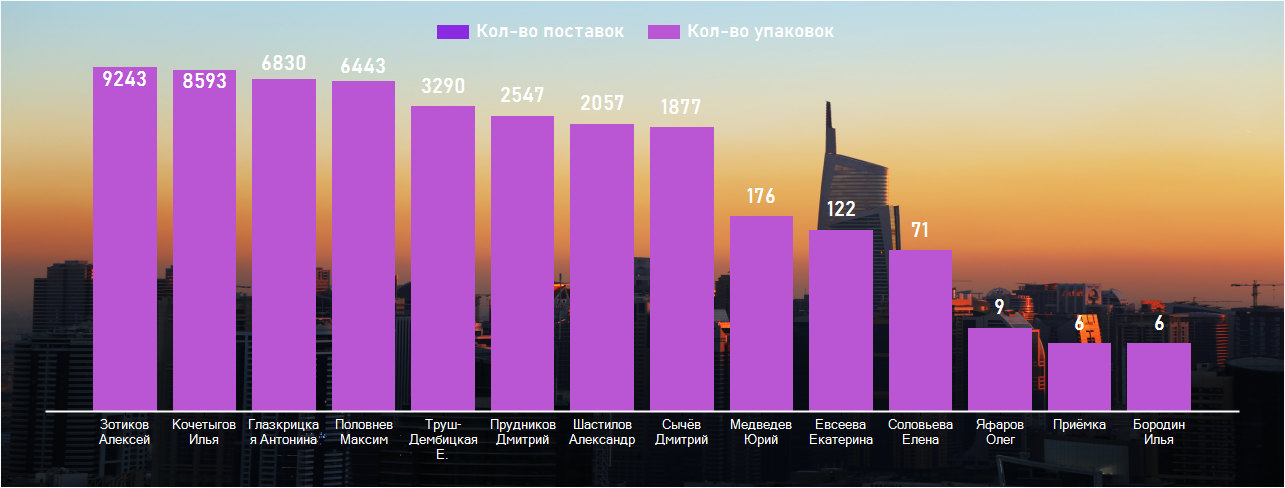 Кол-во поставок Кол-во упаковок
9243 8593 6830 6443 3290 2547 2057 1877 176 122 71 9 6 6
Зотиков
Алексей
Кочетыгов
Илья
Глазкрицка
я Антонина
Половнев
Максим
Труш-
Дембицкая
Е.
Прудников
Дмитрий
Шастилов
Александр
Сычёв
Дмитрий
Медведев
Юрий
Евсеева
Екатерина
Соловьева
Елена
Яфаров
Олег
Приёмка
Бородин
Илья